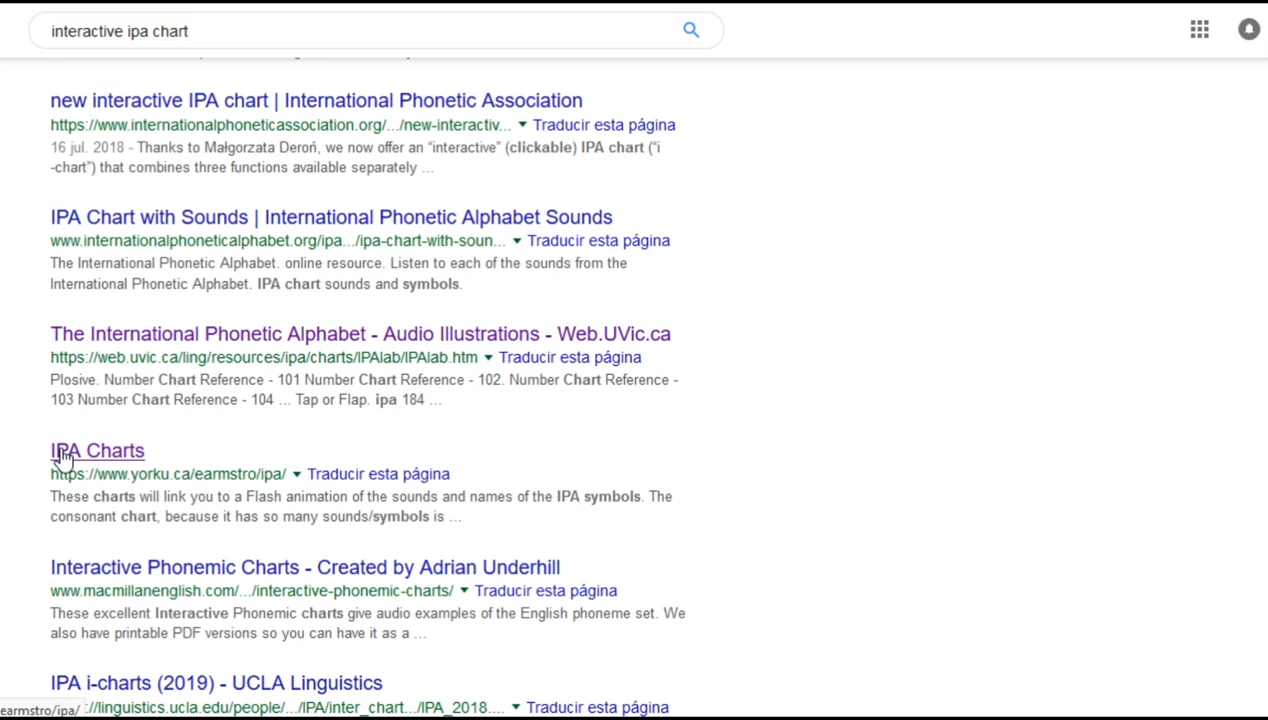 interactive ipa chart
new interactive IPA chart | International Phonetic Association
https://www.internationalphoneticassociation.org/.../new-interactiv... Traducir esta página
16 jul. 2018 - Thanks to Małgorzata Deroń, we now offer an “interactive” (clickable) IPA chart (“i
-chart”) that combines three functions available separately ...
IPA Chart with Sounds | International Phonetic Alphabet Sounds
www.internationalphoneticalphabet.org/ipa.../ipa-chart-with-soun... Traducir esta página
The International Phonetic Alphabet. online resource. Listen to each of the sounds from the
International Phonetic Alphabet. IPA chart sounds and symbols.
The International Phonetic Alphabet - Audio Illustrations - Web.UVic.ca
https://web.uvic.ca/ling/resources/ipa/charts/IPAlab/IPAlab.htm Traducir esta página
Plosive. Number Chart Reference - 101 Number Chart Reference - 102. Number Chart Reference -
103 Number Chart Reference - 104 ... Tap or Flap. ipa 184 ...
IPA Charts
https://www.yorku.ca/earmstro/ipa/ Traducir esta página
These charts will link you to a Flash animation of the sounds and names of the IPA symbols. The
consonant chart, because it has so many sounds/symbols is ...
Interactive Phonemic Charts - Created by Adrian Underhill
www.macmillanenglish.com/.../interactive-phonemic-charts/ Traducir esta página
These excellent Interactive Phonemic charts give audio examples of the English phoneme set. We
also have printable PDF versions so you can have it as a ...
IPA i-charts (2019) - UCLA Linguistics
://linguistics.ucla.edu/people/.../IPA/inter_chart.../IPA_2018.... Traducir esta página
earmstro/ipa/